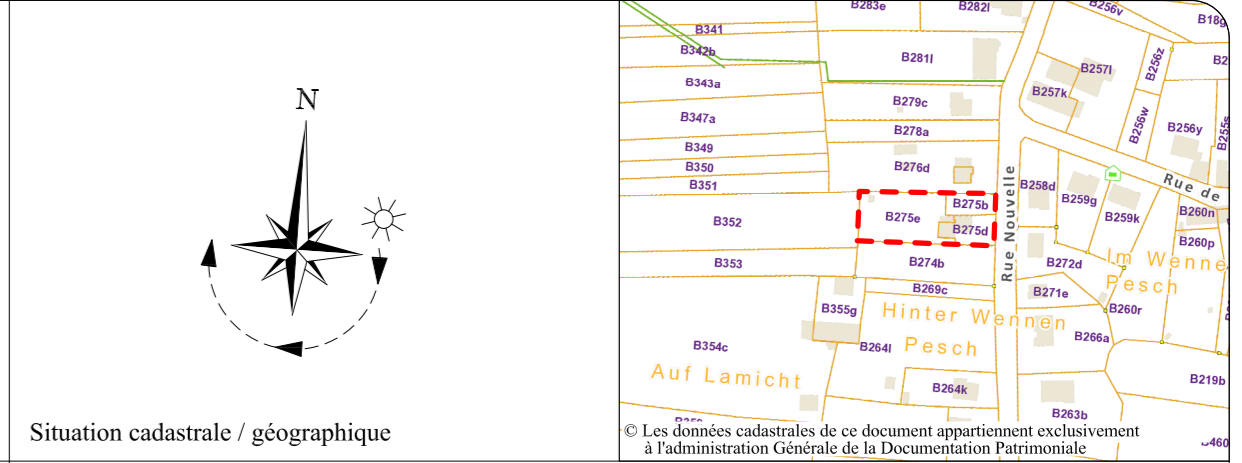 N
Situation cadastrale / géographique
B283e
B282l
B256v
B18g
B341
B342b
B281l
B257l
B256z
B343a
B257k
B279c
B347a
B256w
B256y
B278a
B349
B350
B276d
B351
Rue Nouvelle
B258d
B259g
Rue de
B275b
B275e
B259k
B260n
B352
B275d
B260p
B353
B274b
B272d
Im Wenne
Pesch
B269c
B271e
B355g
B260r
Hinter Wennen
Pesch
B266a
B354c
B264l
Auf Lamicht
B264k
B219b
B263b
© Les données cadastrales de ce document appartiennent exclusivement
à l'administration Générale de la Documentation Patrimoniale